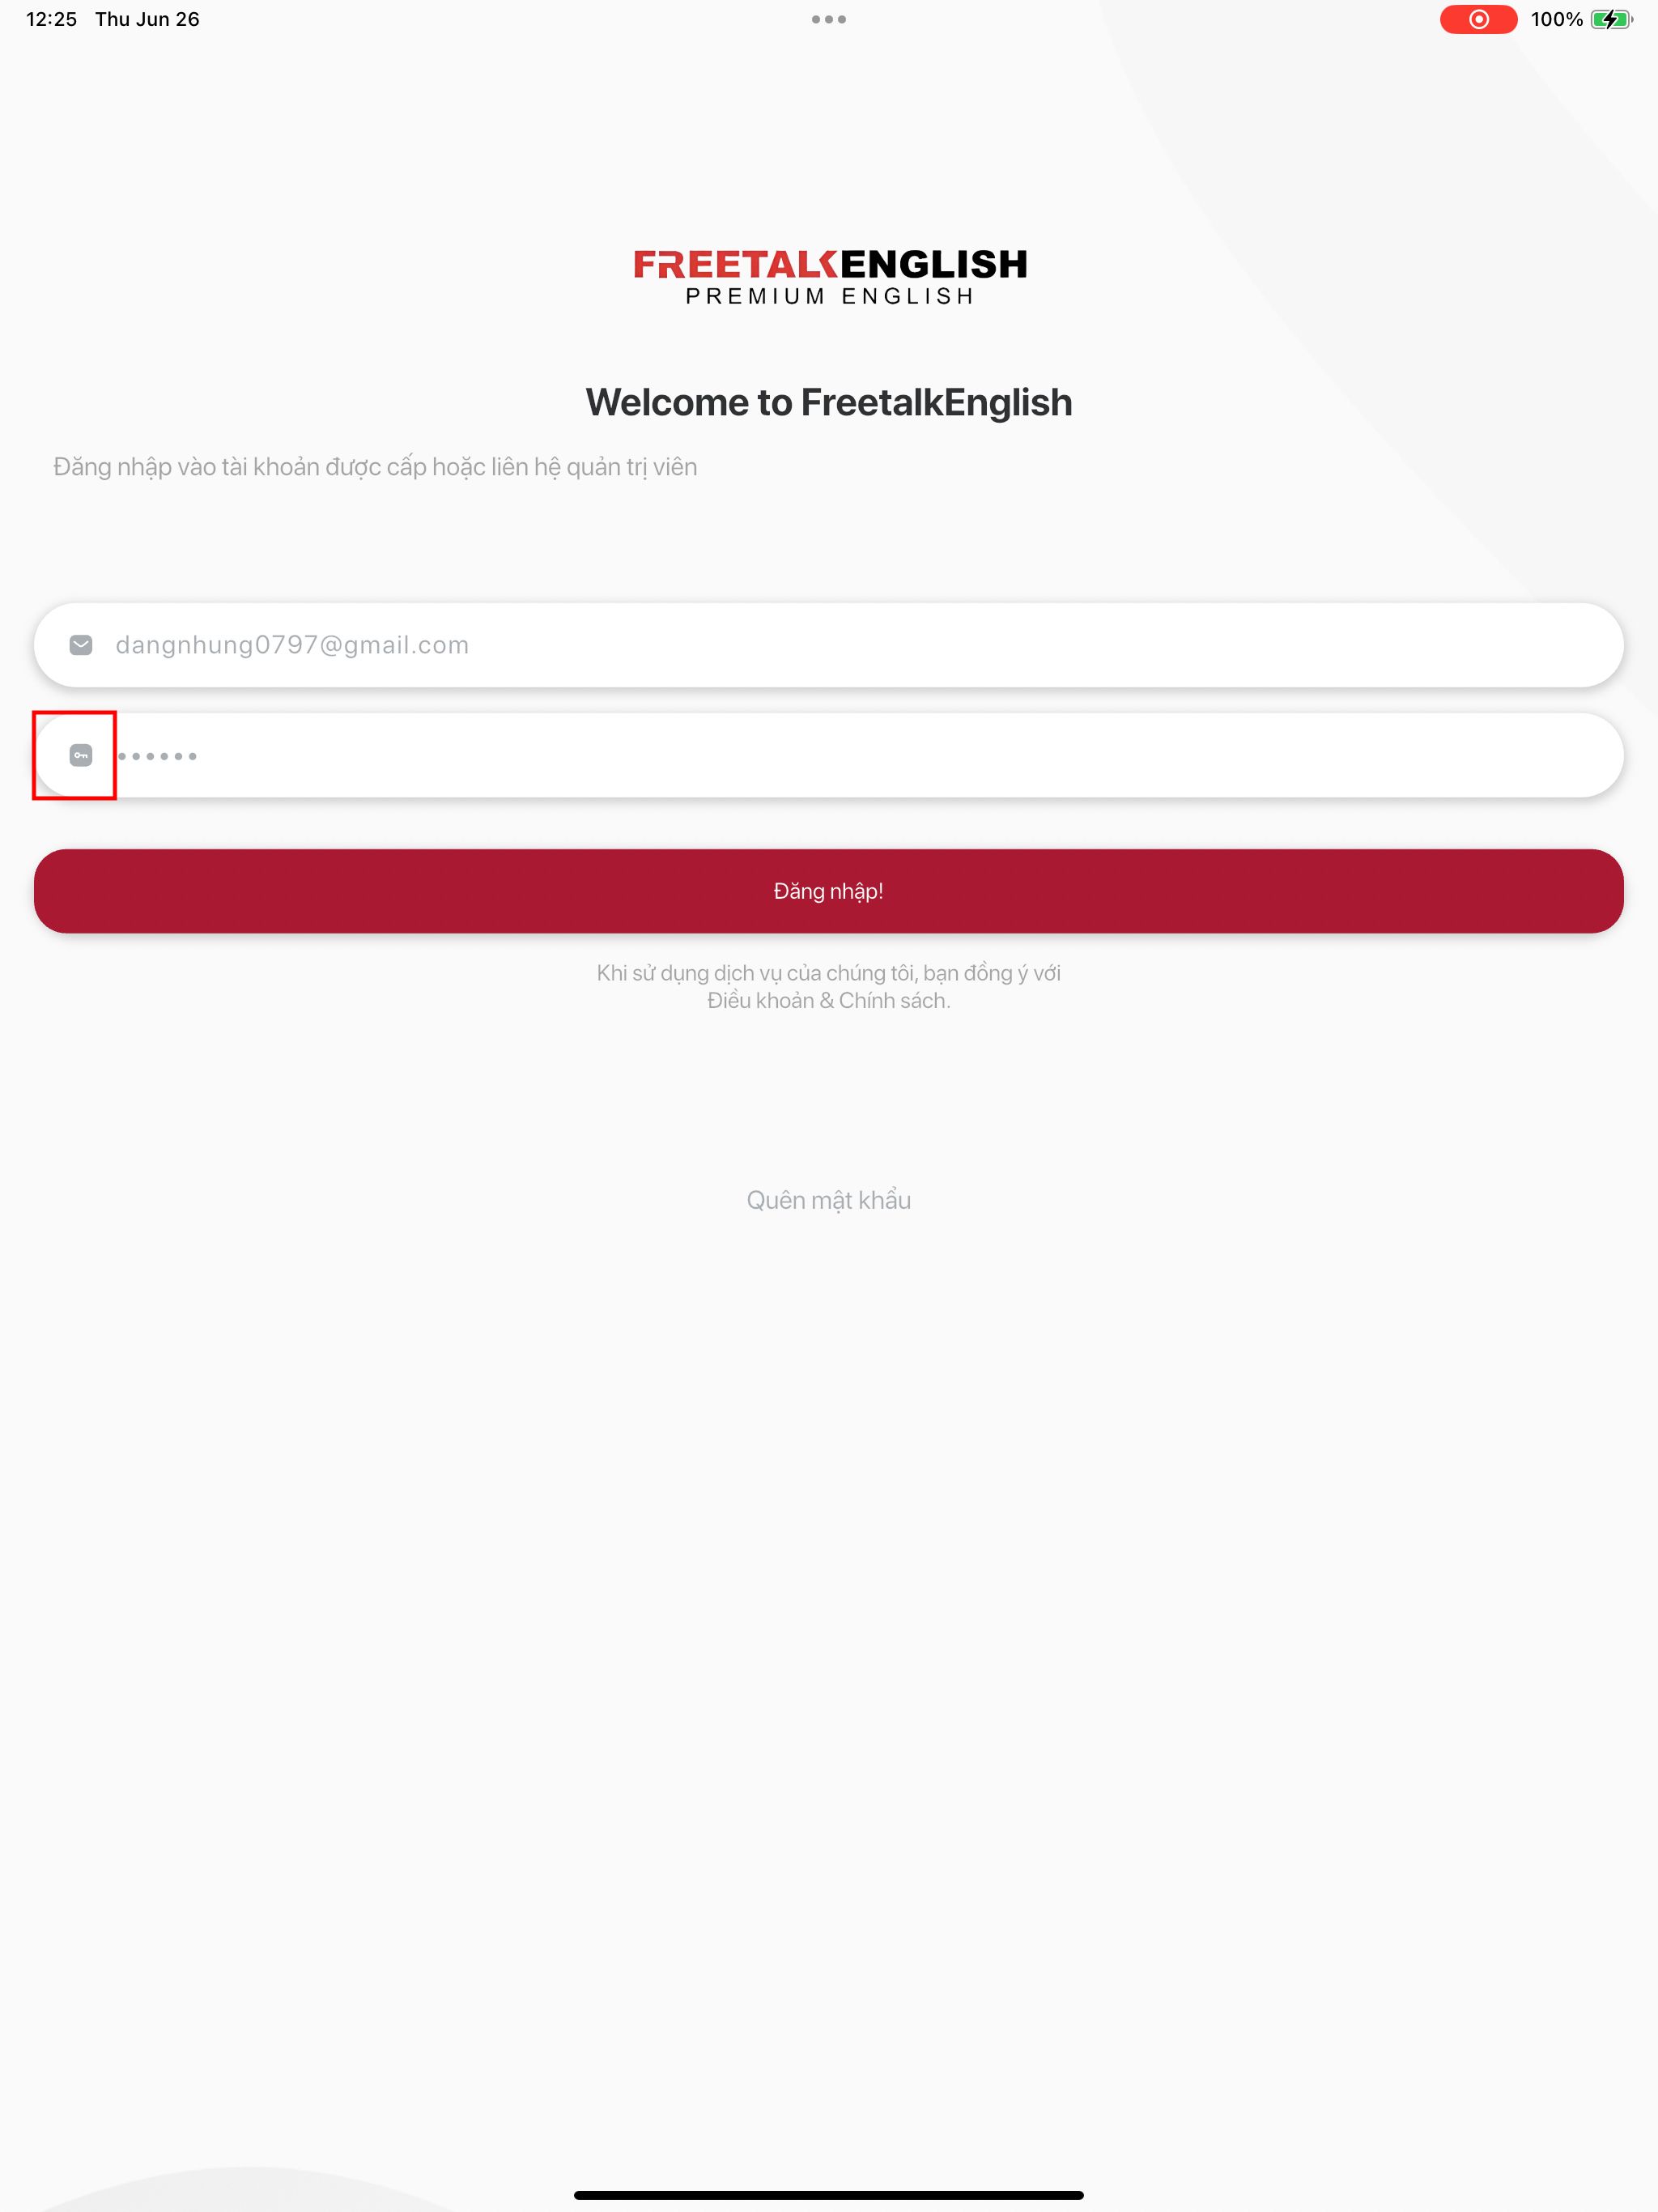 12:25 Thu Jun 26
100%
FREETALKENGLISH
PREMIUM ENGLISH
Welcome to FreetalkEnglish
Đăng nhập vào tài khoản được cấp hoặc liên hệ quản trị viên
dangnhung0797@gmail.com
••••••
Đăng nhập!
Khi sử dụng dịch vụ của chúng tôi, bạn đồng ý với
Điều khoản & Chính sách.
Quên mật khẩu